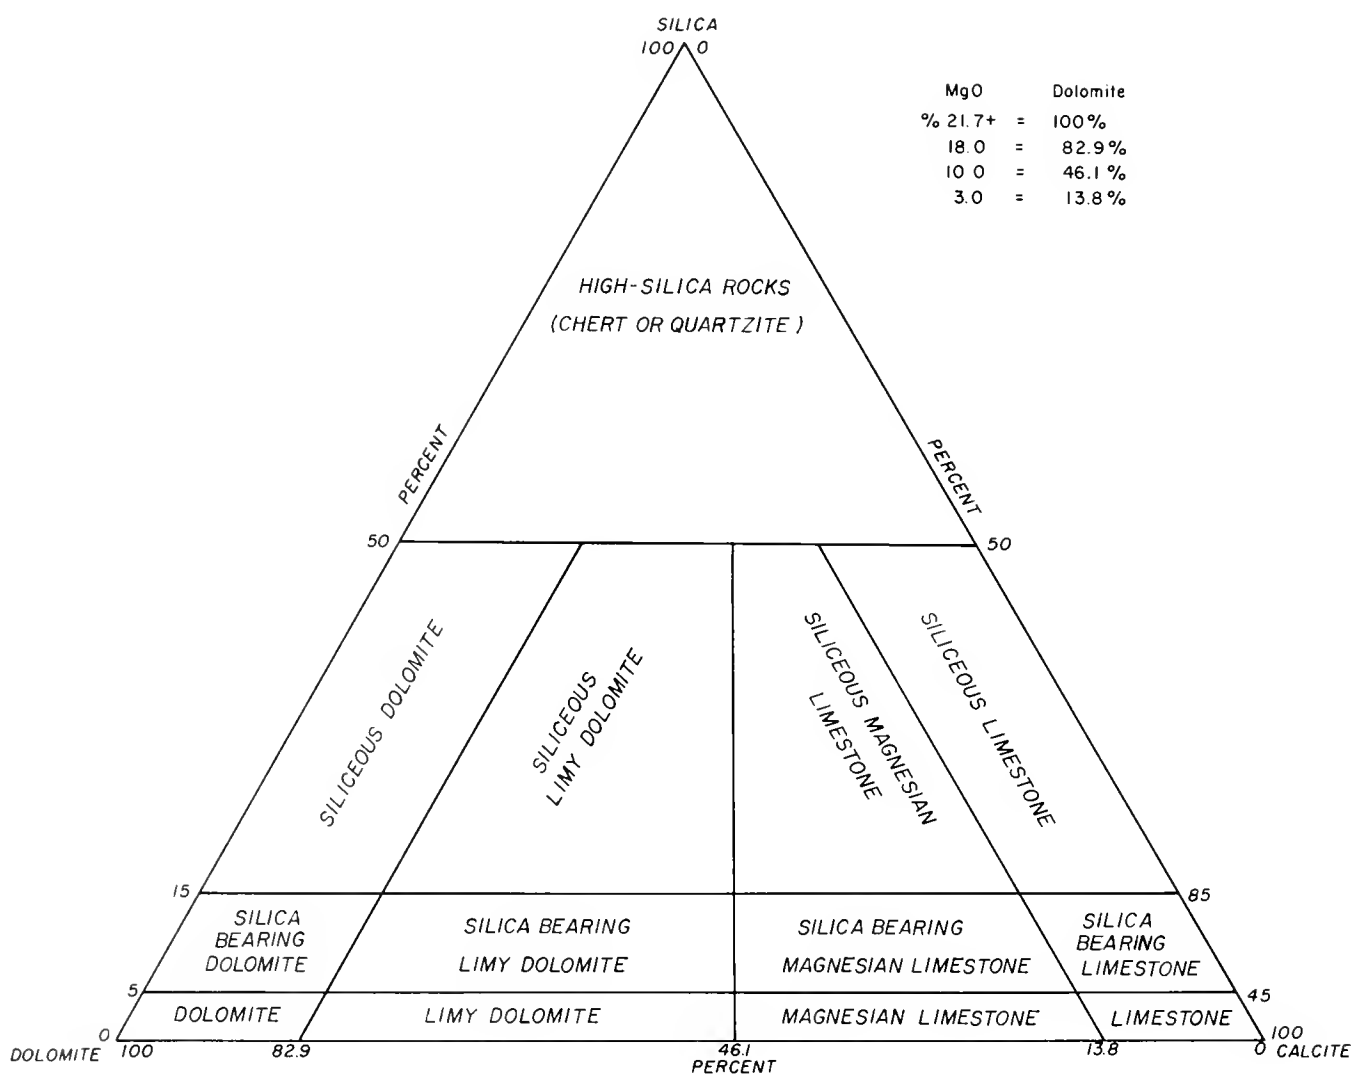 SILICA
100 0
MgO Dolomite
% 21.7+ = 100%
18.0 = 82.9%
10 0 = 46.1%
3.0 = 13.8%
HIGH-SILICA ROCKS
(CHERT OR QUARTZITE)
PERCENT
PERCENT
50
50
SILICEOUS DOLOMITE
SILICEOUS
LIMY DOLOMITE
SILICEOUS MAGNESIAN
LIMESTONE
SILICEOUS LIMESTONE
15
85
SILICA
BEARING
DOLOMITE
SILICA BEARING
LIMY DOLOMITE
SILICA BEARING
MAGNESIAN LIMESTONE
SILICA
BEARING
LIMESTONE
5
45
DOLOMITE
LIMY DOLOMITE
MAGNESIAN LIMESTONE
LIMESTONE
0
100
DOLOMITE 100 82.9 46.1 13.8 0 CALCITE
PERCENT